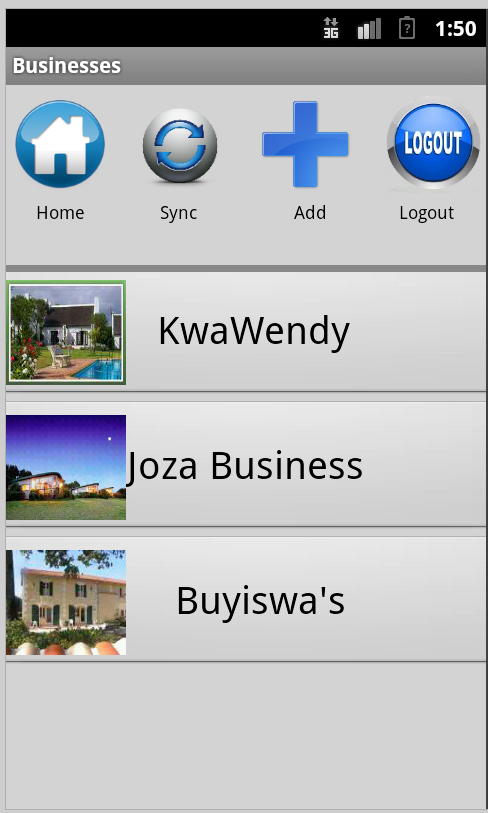 3G
1:50
Businesses
LOGOUT
Home
Sync
Add
Logout
KwaWendy
Joza Business
Buyiswa's